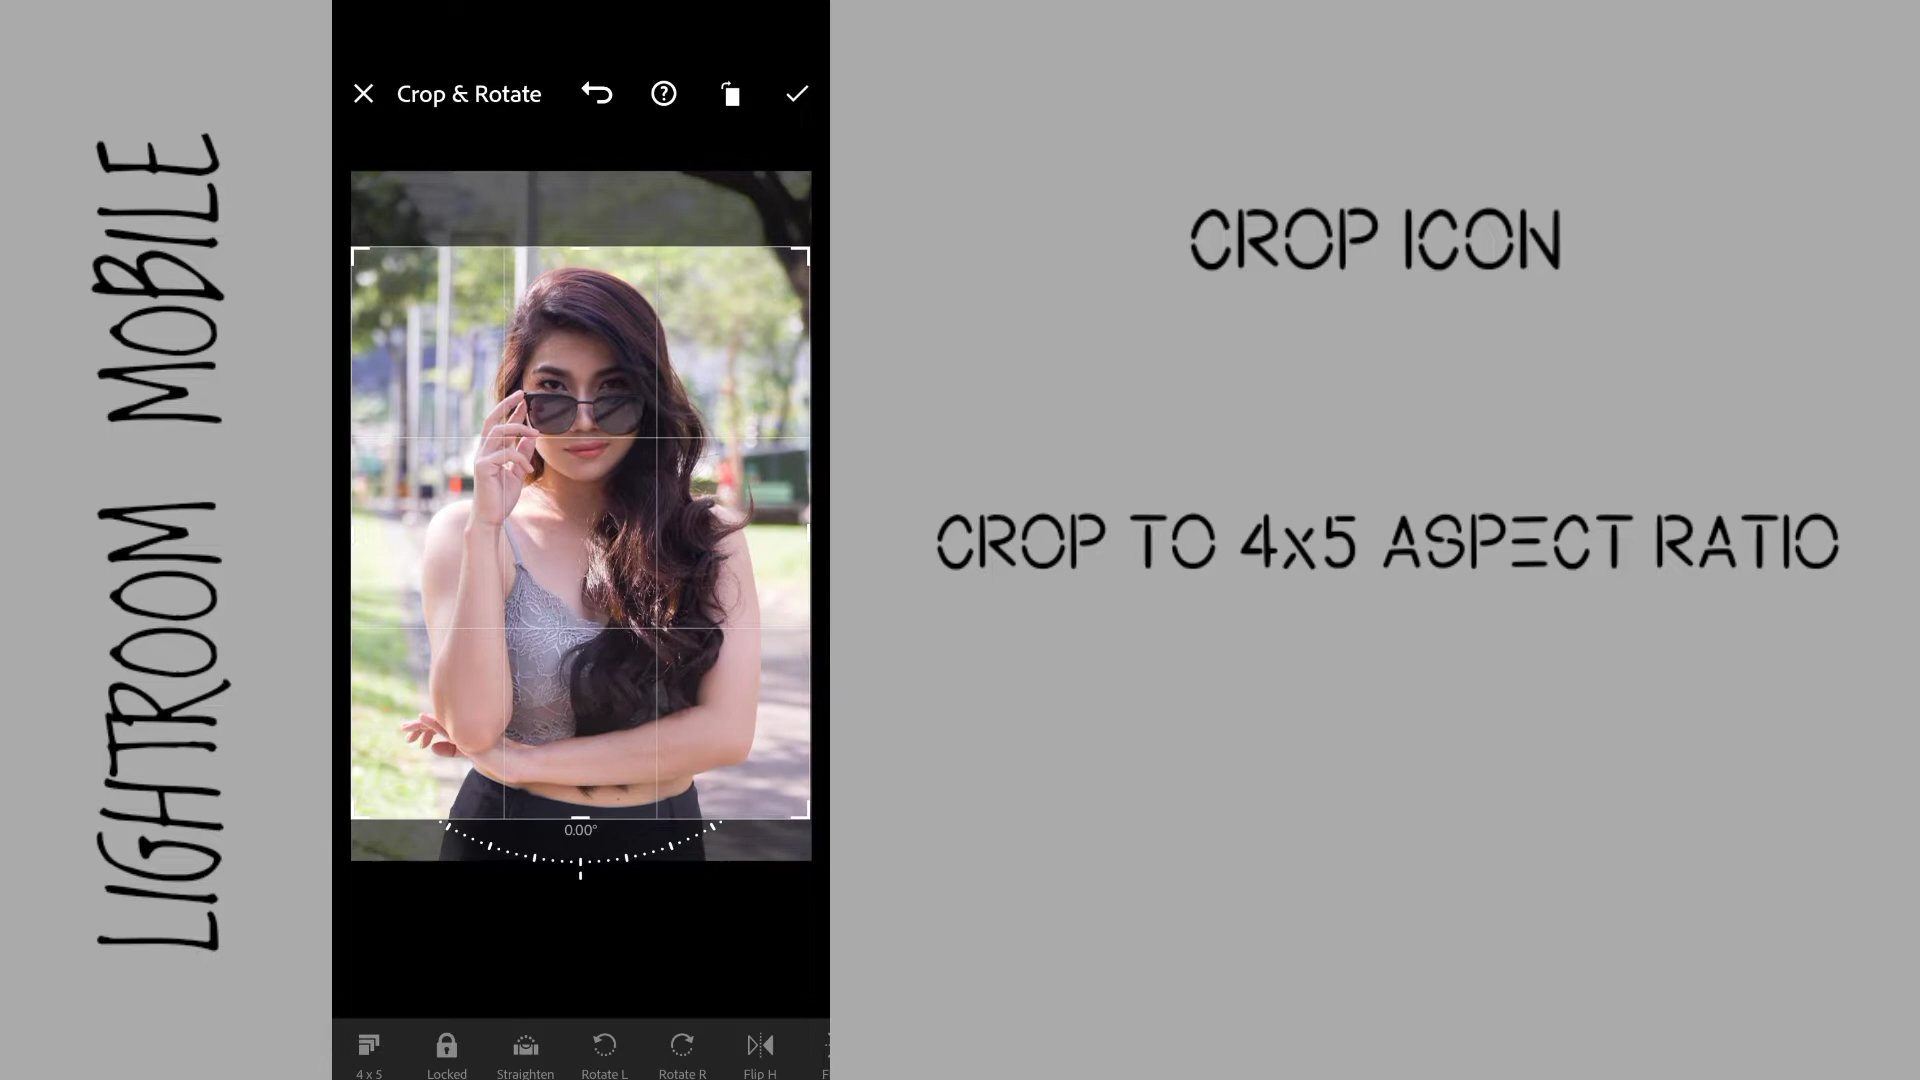 LIGHTROOM MOBILE
Crop & Rotate
CROP ICON
CROP TO 4x5 ASPECT RATIO
0.00°
4 x 5
Locked
Straighten
Rotate L
Rotate R
Flip H